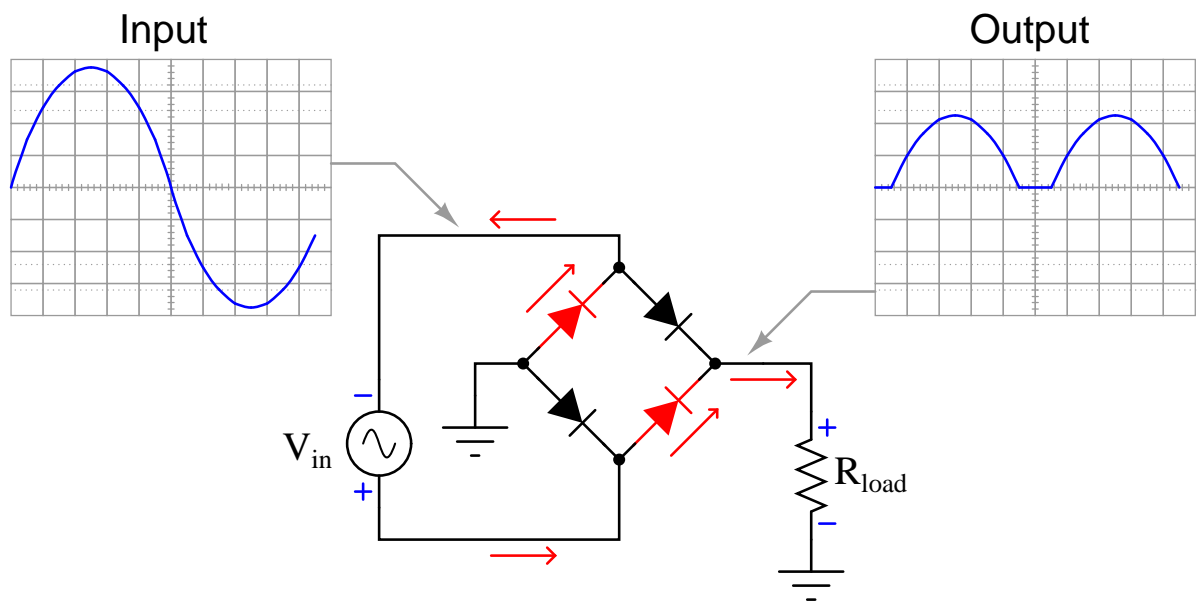 Input
Output
−
V_in
+
+
R_load
−